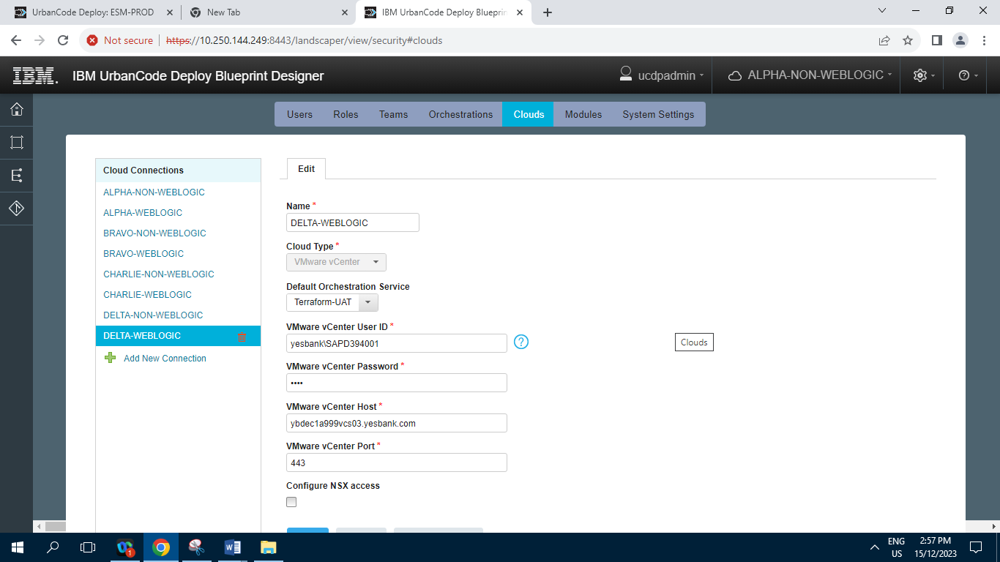 UrbanCode Deploy: ESM-PROD
New Tab
IBM UrbanCode Deploy Blueprin
Not secure https://10.250.144.249:8443/landscaper/view/security#clouds
IBM. IBM UrbanCode Deploy Blueprint Designer
ucdpadmin
ALPHA-NON-WEBLOGIC
Users Roles Teams Orchestrations Clouds Modules System Settings
Cloud Connections
ALPHA-NON-WEBLOGIC
ALPHA-WEBLOGIC
BRAVO-NON-WEBLOGIC
BRAVO-WEBLOGIC
CHARLIE-NON-WEBLOGIC
CHARLIE-WEBLOGIC
DELTA-NON-WEBLOGIC
DELTA-WEBLOGIC
Add New Connection
Edit
Name *
DELTA-WEBLOGIC
Cloud Type *
VMware vCenter
Default Orchestration Service
Terraform-UAT
VMware vCenter User ID *
yesbank\SAPD394001
?
Clouds
VMware vCenter Password *
••••
VMware vCenter Host *
ybdec1a999vcs03.yesbank.com
VMware vCenter Port *
443
Configure NSX access
1
ENG
US
2:57 PM
15/12/2023